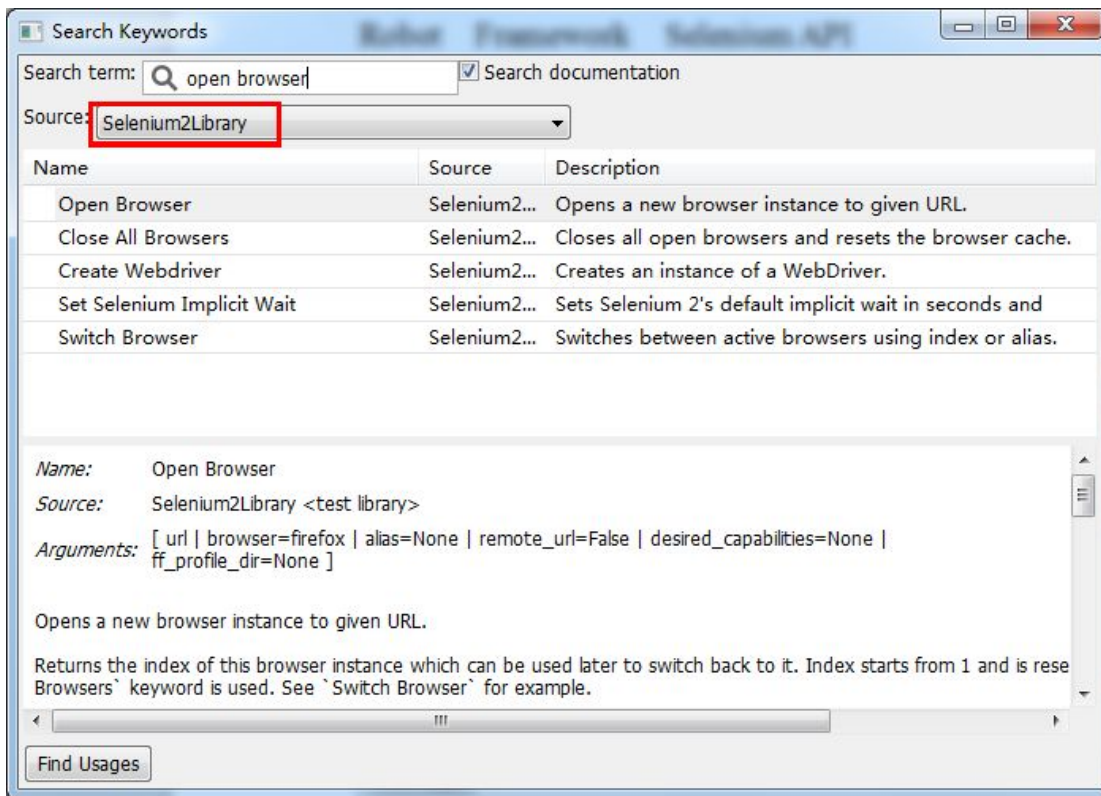 Search Keywords
Robot Framework Selenium API
Search term: open browser Search documentation
Source: Selenium2Library
Name Source Description
Open Browser Selenium2... Opens a new browser instance to given URL.
Close All Browsers Selenium2... Closes all open browsers and resets the browser cache.
Create Webdriver Selenium2... Creates an instance of a WebDriver.
Set Selenium Implicit Wait Selenium2... Sets Selenium 2's default implicit wait in seconds and
Switch Browser Selenium2... Switches between active browsers using index or alias.
Name: Open Browser
Source: Selenium2Library <test library>
Arguments: [ url | browser=firefox | alias=None | remote_url=False | desired_capabilities=None |
ff_profile_dir=None ]
Opens a new browser instance to given URL.
Returns the index of this browser instance which can be used later to switch back to it. Index starts from 1 and is rese
Browsers` keyword is used. See `Switch Browser` for example.
Find Usages